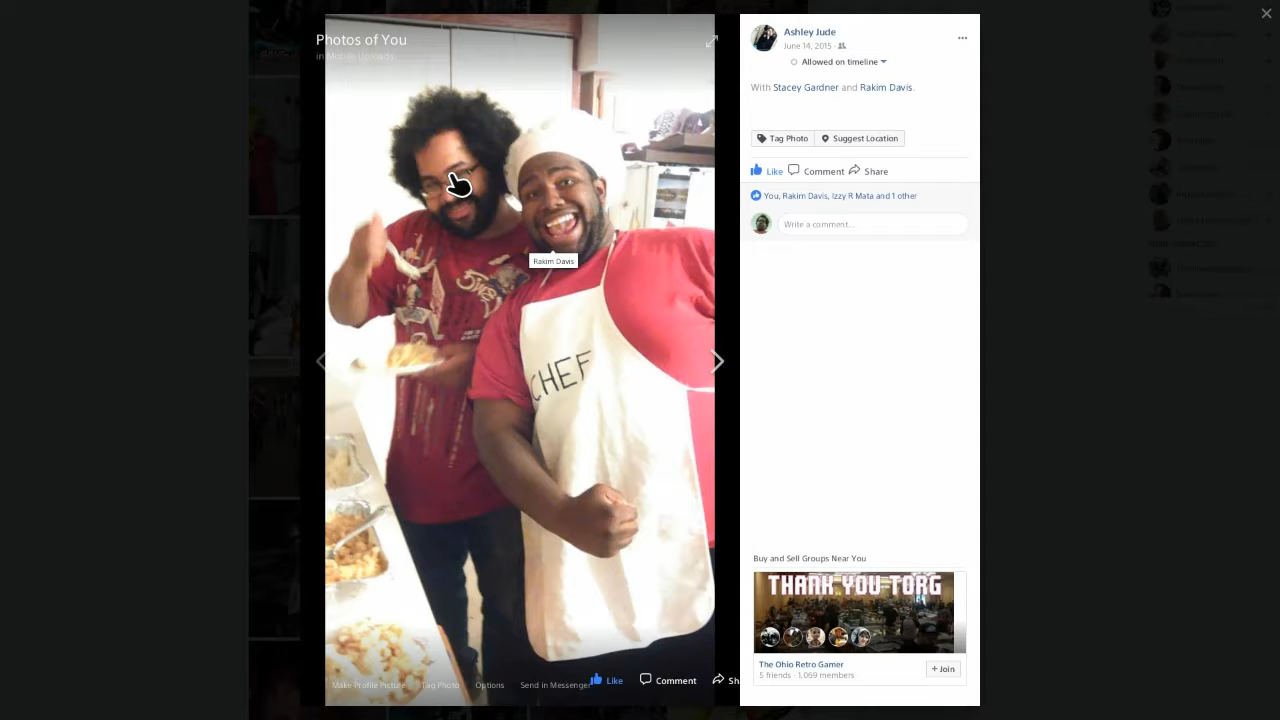 Photos of You
in Mobile Uploads
Ashley Jude
June 14, 2015 ·
Allowed on timeline
With Stacey Gardner and Rakim Davis.
Tag Photo
Suggest Location
Like Comment Share
You, Rakim Davis, Izzy R Mata and 1 other
Write a comment...
Rakim Davis
CHEF
Buy and Sell Groups Near You
THANK YOU TORG
The Ohio Retro Gamer
5 friends · 1,069 members
+ Join
Make Profile Picture Tag Photo Options Send in Messenger
Like Comment Sh